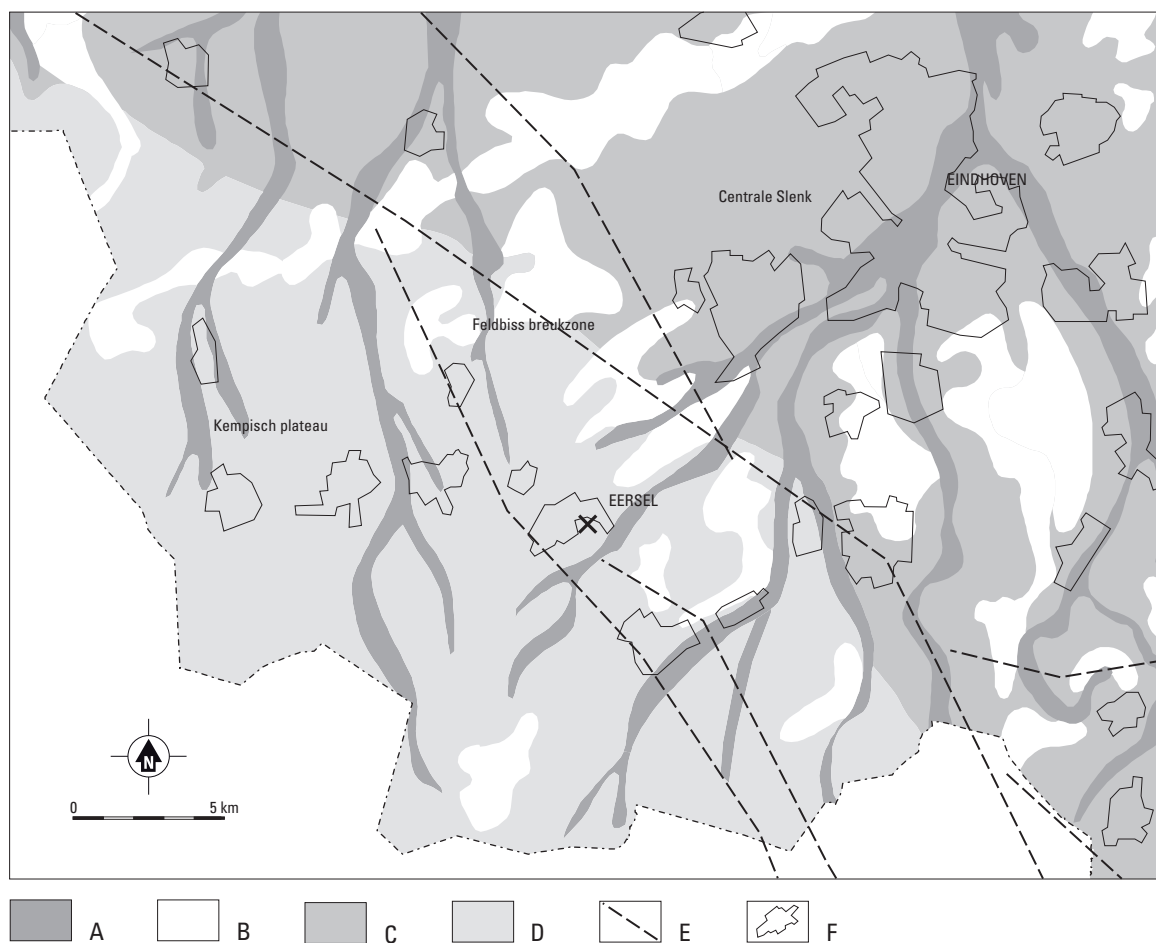 EINDHOVEN
Centrale Slenk
Feldbiss breukzone
Kempisch plateau
EERSEL
N
0 5 km
A B C D E F